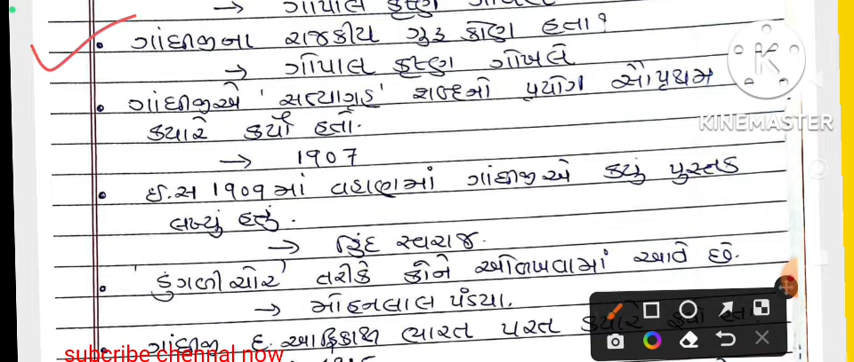 → ગોપાલ કૃષ્ણ
• ગાંધીજીના રાજકીય ગુરુ કોણ હતા?
→ ગોપાલ કૃષ્ણ ગોખલે
• ગાંધીજીએ 'સત્યાગ્રહ' શબ્દનો પ્રયોગ સૌપ્રથમ
ક્યારે કર્યો હતો.
→ 1907
• ઈ.સ 1909માં વહાણમાં ગાંધીજીએ કયું પુસ્તક
લખ્યું હતું.
→ હિંદ સ્વરાજ.
• 'ડુંગળીચોર' તરીકે કોને ઓળખવામાં આવે છે.
→ મોહનલાલ પંડ્યા.
• ગાંધીજી દ. આફ્રિકાથી ભારત પરત ક્યારે
KINEMASTER
subcribe chennal now